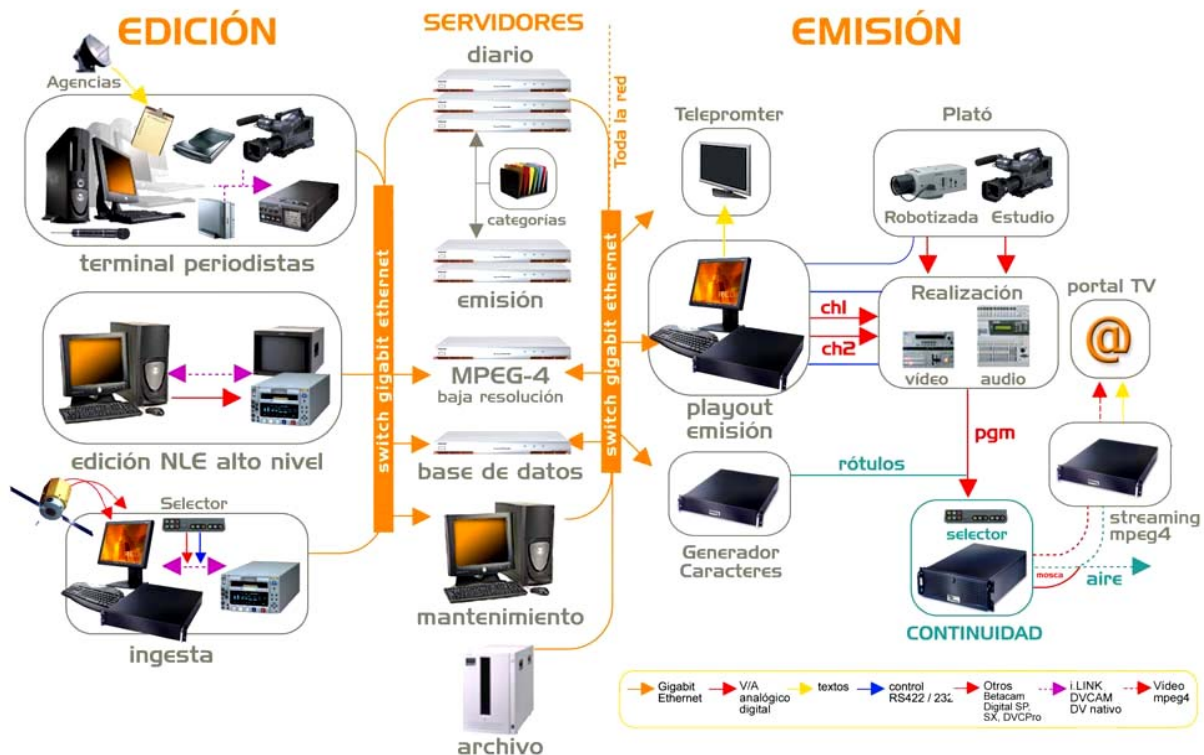 EDICIÓN
Agencias
terminal periodistas
edición NLE alto nivel
Selector
ingesta
switch gigabit ethernet
SERVIDORES
diario
categorías
emisión
MPEG-4
baja resolución
base de datos
mantenimiento
archivo
Toda la red
switch gigabit ethernet
EMISIÓN
Telepromter
Plató
Robotizada
Estudio
ch1
ch2
playout
emisión
Realización
vídeo
audio
portal TV
@
pgm
rótulos
Generador
Caracteres
selector
mosca
aire
CONTINUIDAD
streaming
mpeg4
Gigabit
Ethernet
V/A
analógico
digital
textos
control
RS422 / 232
Otros
Betacam
Digital SP,
SX, DVCPro
i.LINK
DVCAM
DV nativo
Vídeo
mpeg4